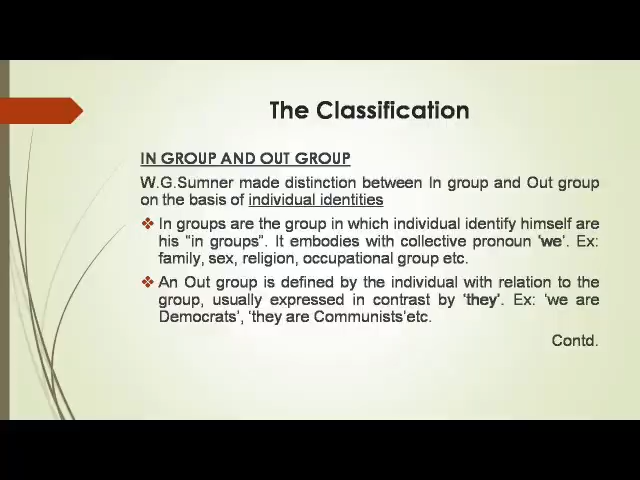 The Classification
IN GROUP AND OUT GROUP
W.G.Sumner made distinction between In group and Out group
on the basis of individual identities
❖ In groups are the group in which individual identify himself are
his "in groups". It embodies with collective pronoun 'we'. Ex:
family, sex, religion, occupational group etc.
❖ An Out group is defined by the individual with relation to the
group, usually expressed in contrast by 'they'. Ex: 'we are
Democrats', 'they are Communists'etc.
Contd.